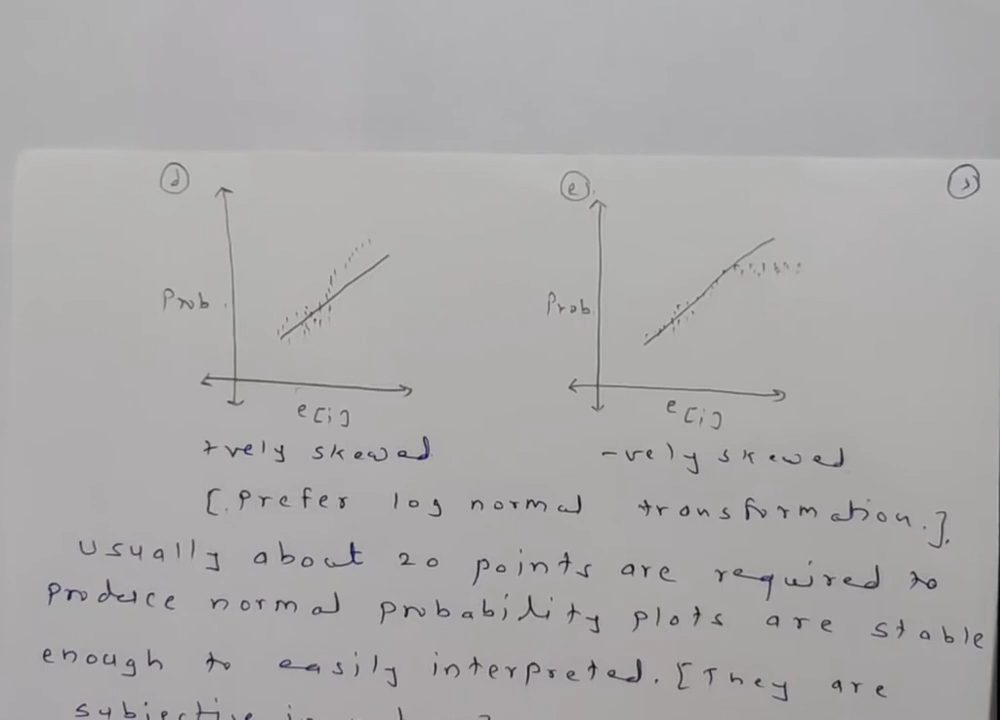 d
e
Prob.
Prob
e[i]
e[i]
+vely skewed
-vely skewed
[Prefer log normal transformation.].
Usually about 20 points are required to
produce normal probability plots are stable
enough to easily interpreted. [They are
subjective